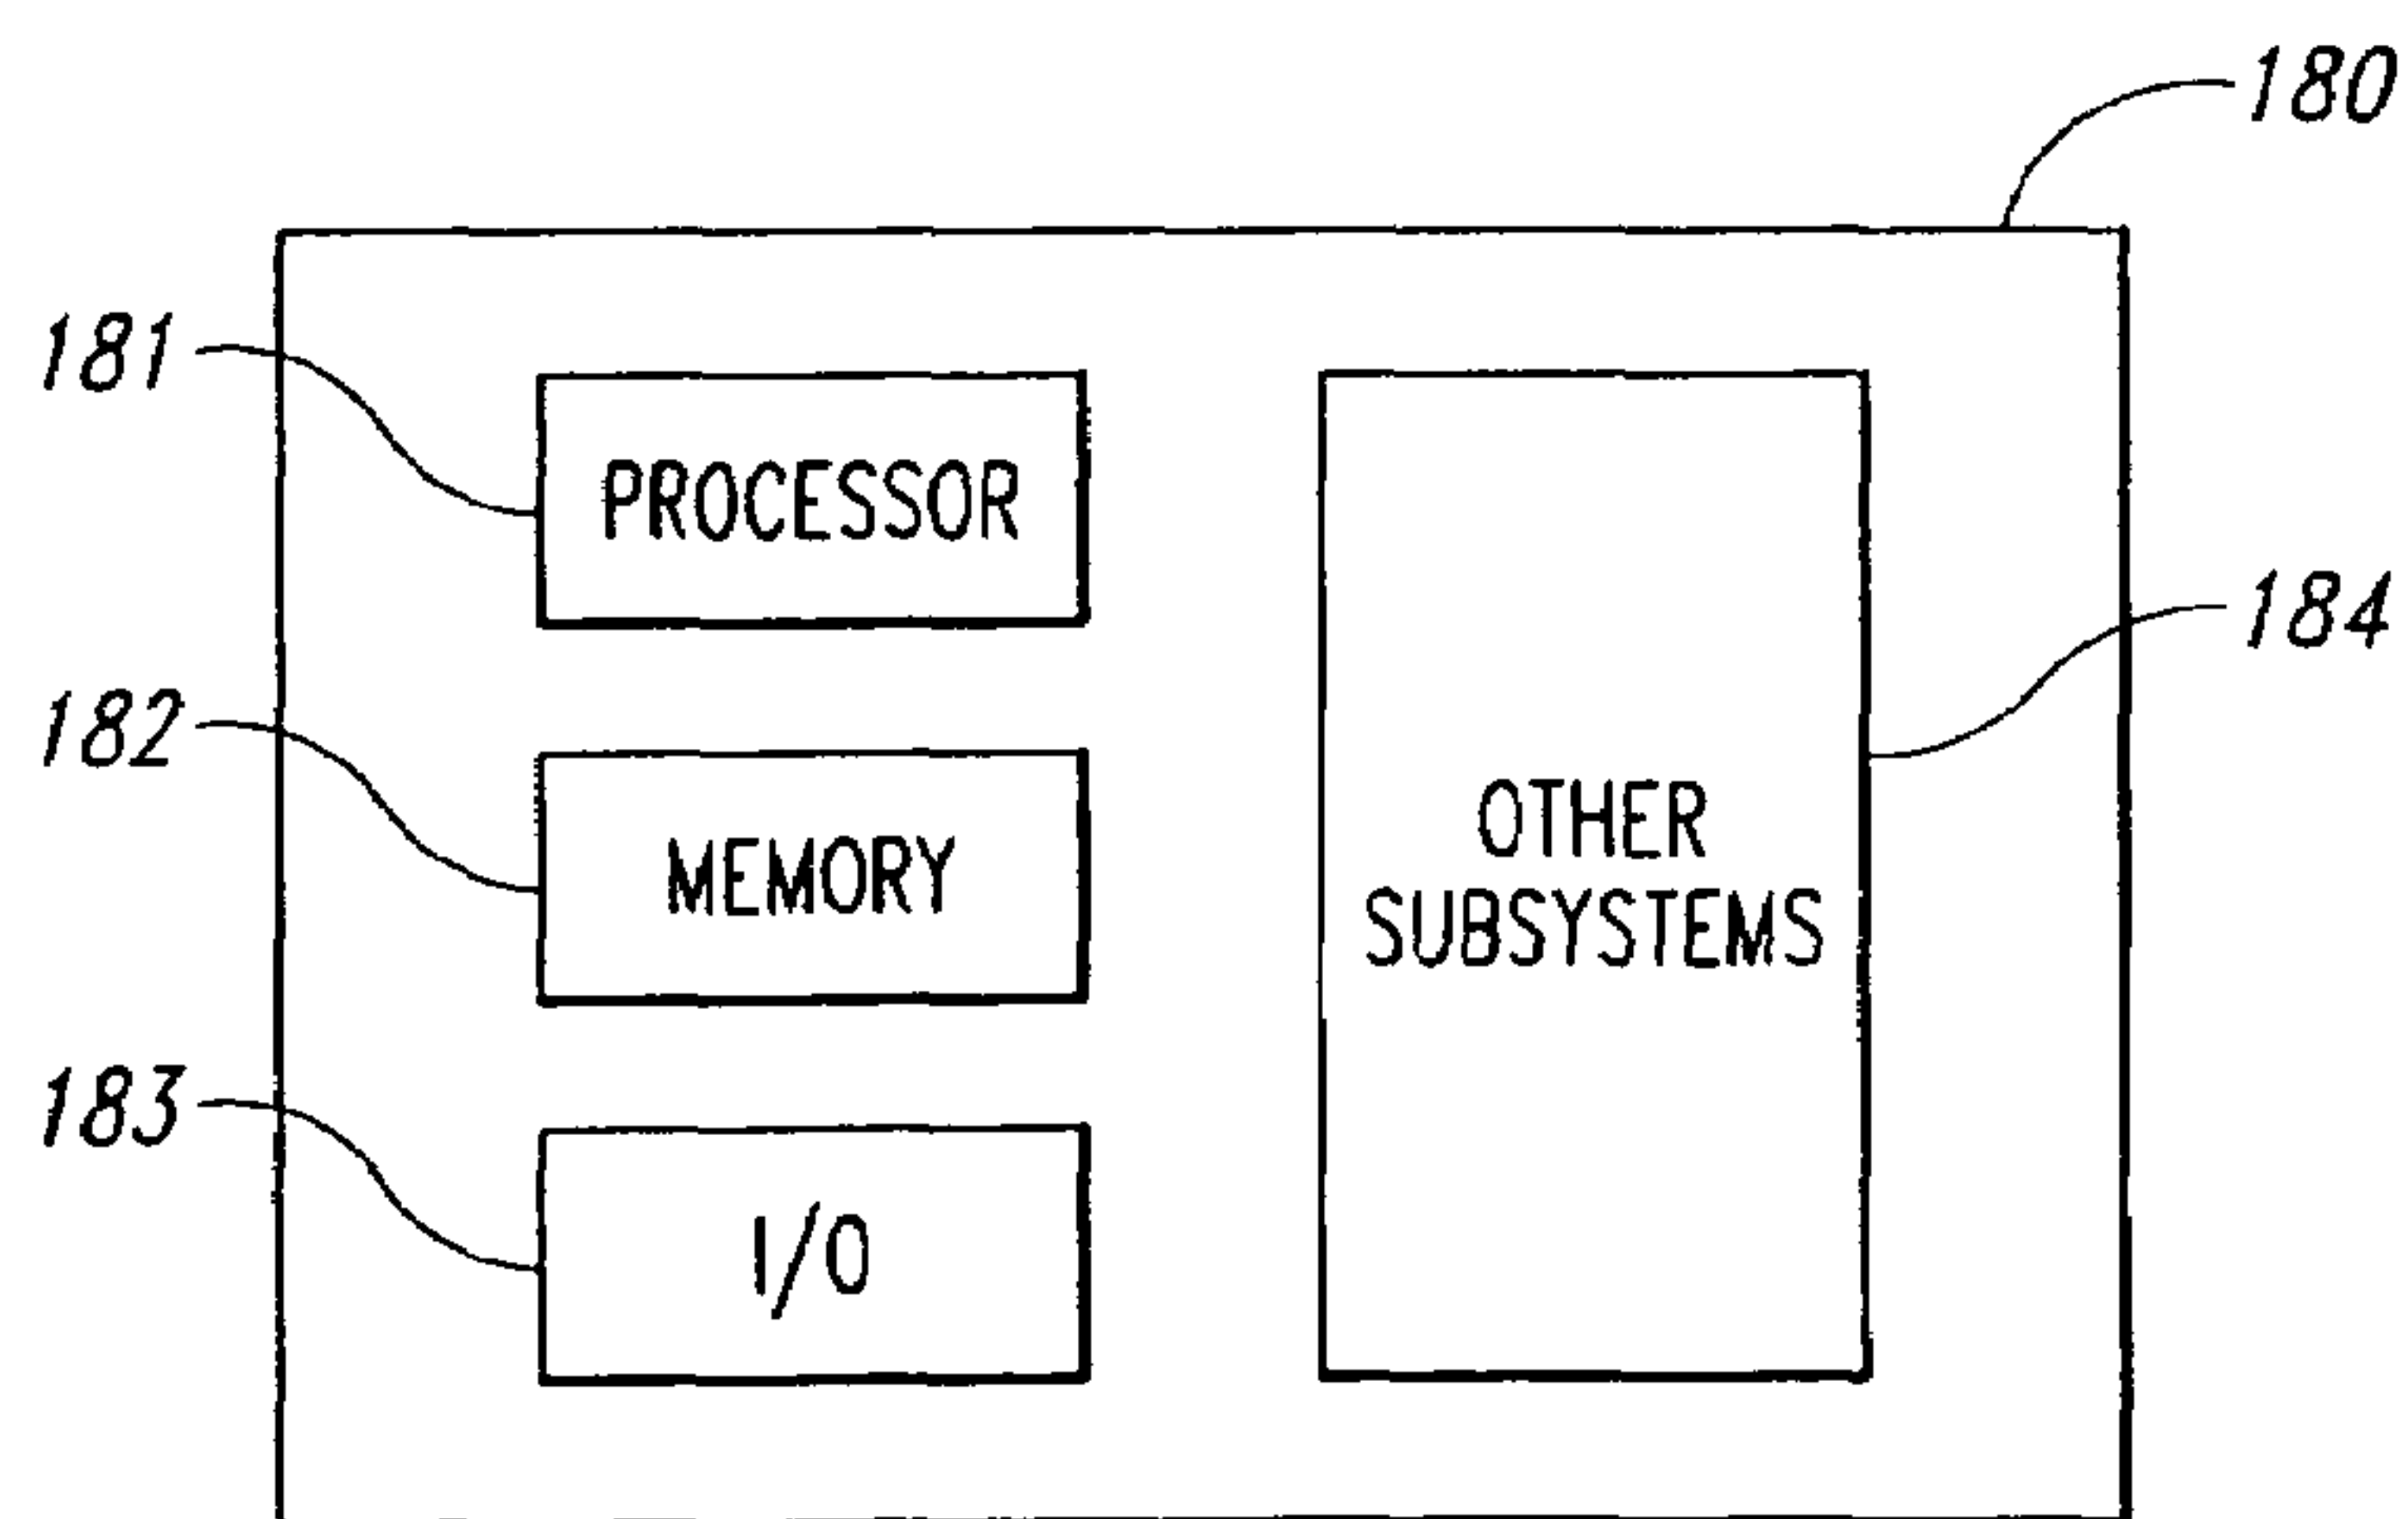 180
181
PROCESSOR
184
182
MEMORY
OTHER
SUBSYSTEMS
183
I/O